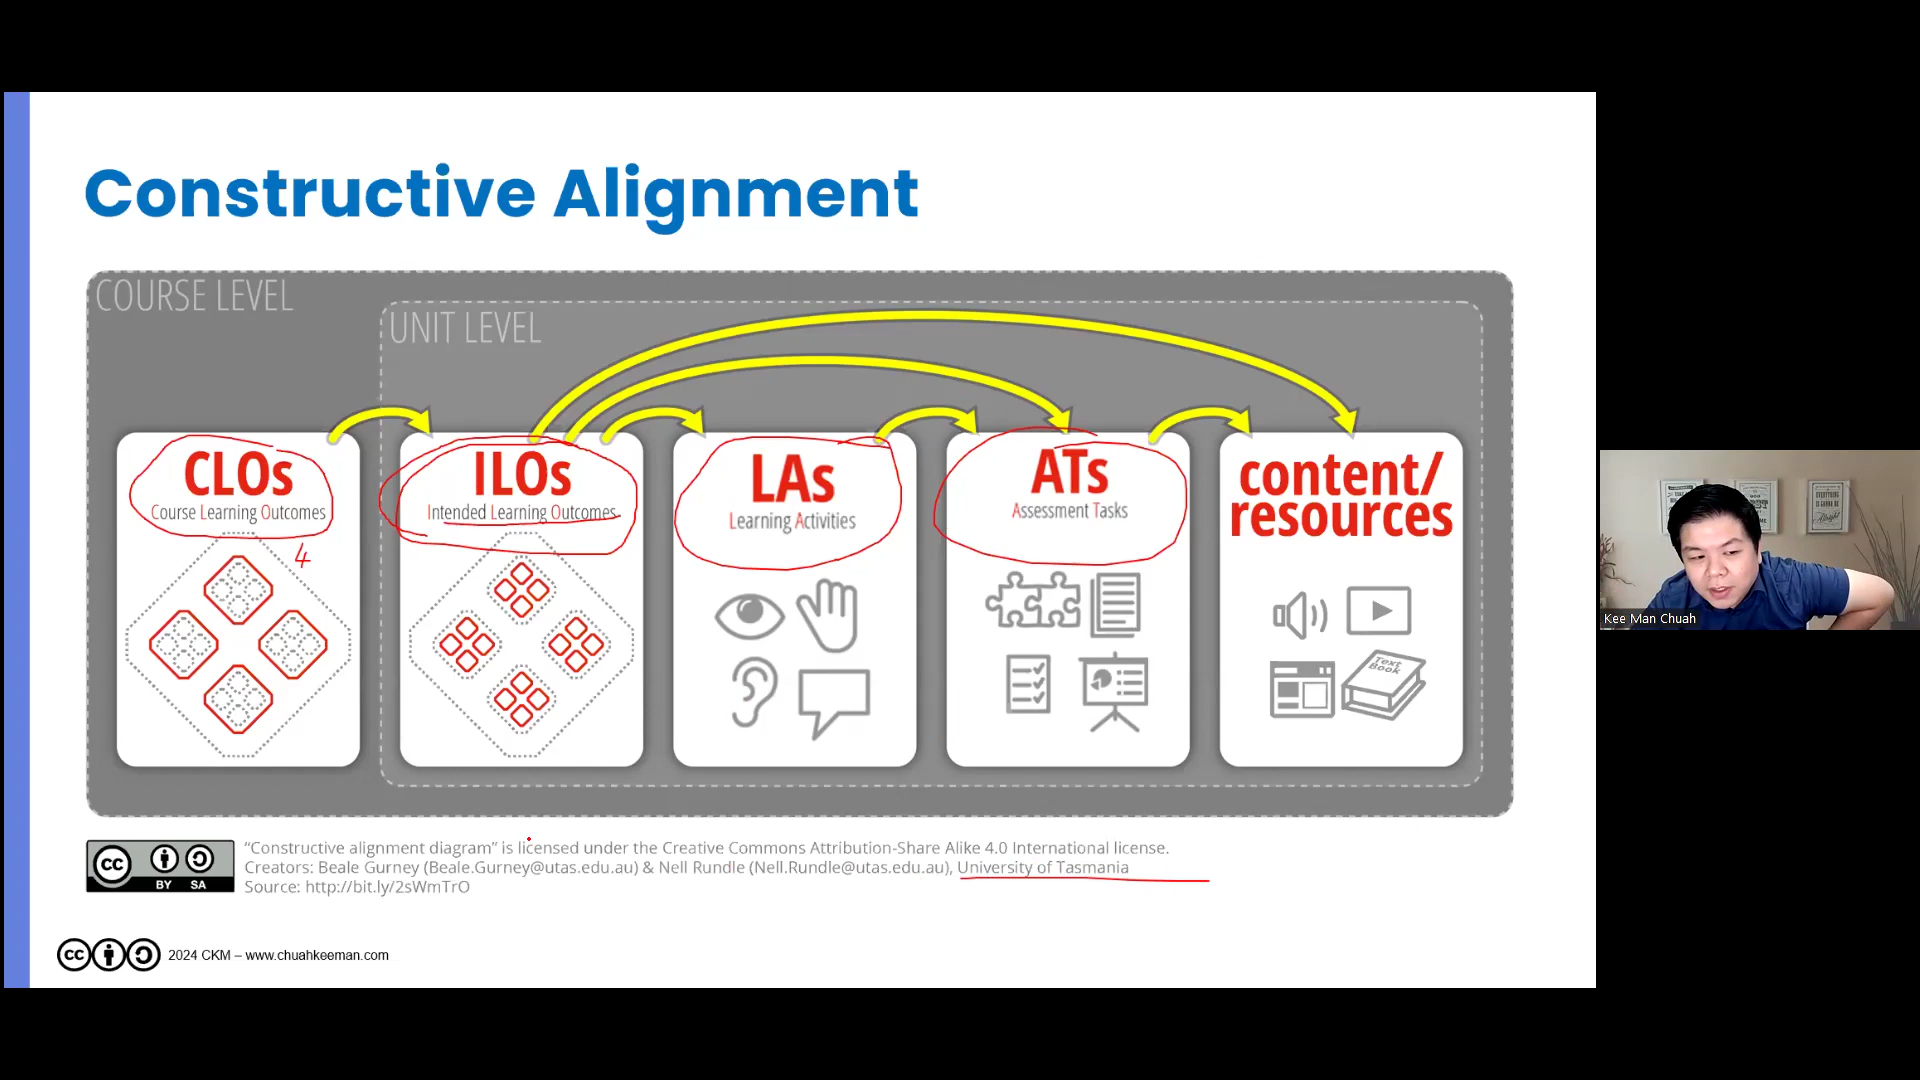 Constructive Alignment
COURSE LEVEL
UNIT LEVEL
CLOs
Course Learning Outcomes
4
ILOs
Intended Learning Outcomes
LAs
Learning Activities
ATs
Assessment Tasks
content/
resources
Text
Book
Kee Man Chuah
cc
BY SA
“Constructive alignment diagram” is licensed under the Creative Commons Attribution-Share Alike 4.0 International license.
Creators: Beale Gurney (Beale.Gurney@utas.edu.au) & Nell Rundle (Nell.Rundle@utas.edu.au), University of Tasmania
Source: http://bit.ly/2sWmTrO
cc
2024 CKM – www.chuahkeeman.com